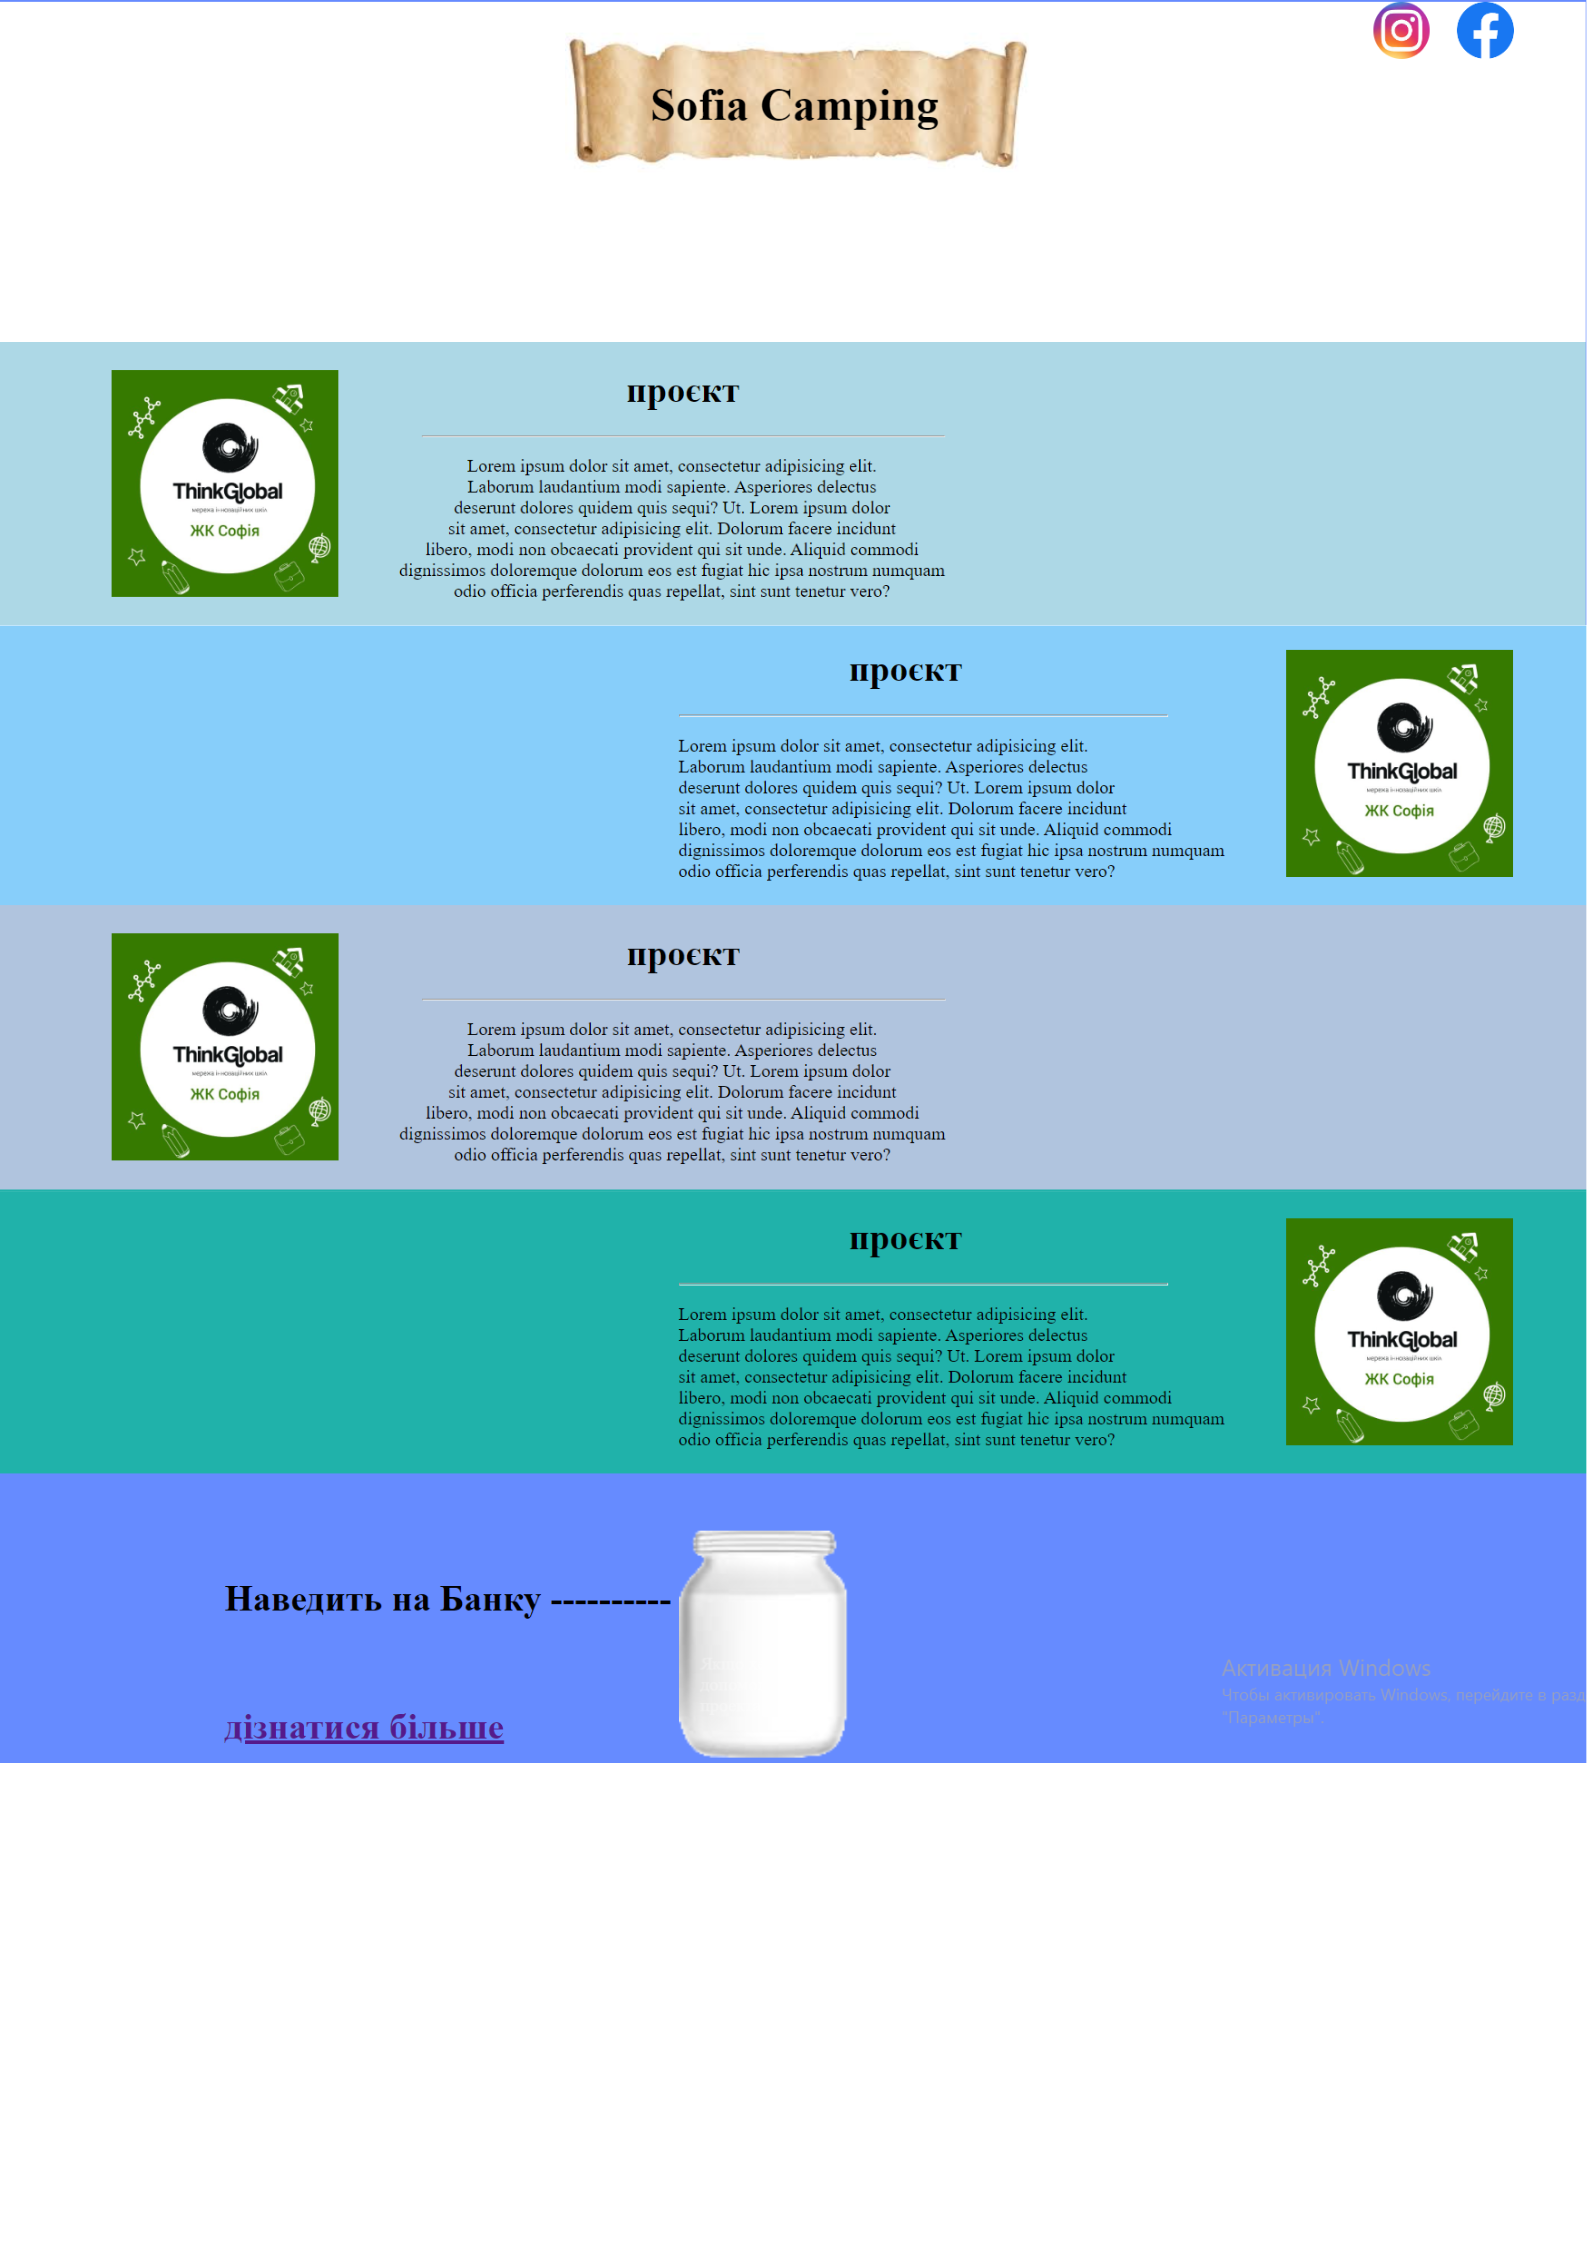 Sofia Camping
ThinkGlobal
мережа інноваційних шкіл
ЖК Софія
проєкт
Lorem ipsum dolor sit amet, consectetur adipisicing elit.
Laborum laudantium modi sapiente. Asperiores delectus
deserunt dolores quidem quis sequi? Ut. Lorem ipsum dolor
sit amet, consectetur adipisicing elit. Dolorum facere incidunt
libero, modi non obcaecati provident qui sit unde. Aliquid commodi
dignissimos doloremque dolorum eos est fugiat hic ipsa nostrum numquam
odio officia perferendis quas repellat, sint sunt tenetur vero?
проєкт
Lorem ipsum dolor sit amet, consectetur adipisicing elit.
Laborum laudantium modi sapiente. Asperiores delectus
deserunt dolores quidem quis sequi? Ut. Lorem ipsum dolor
sit amet, consectetur adipisicing elit. Dolorum facere incidunt
libero, modi non obcaecati provident qui sit unde. Aliquid commodi
dignissimos doloremque dolorum eos est fugiat hic ipsa nostrum numquam
odio officia perferendis quas repellat, sint sunt tenetur vero?
ThinkGlobal
мережа інноваційних шкіл
ЖК Софія
ThinkGlobal
мережа інноваційних шкіл
ЖК Софія
проєкт
Lorem ipsum dolor sit amet, consectetur adipisicing elit.
Laborum laudantium modi sapiente. Asperiores delectus
deserunt dolores quidem quis sequi? Ut. Lorem ipsum dolor
sit amet, consectetur adipisicing elit. Dolorum facere incidunt
libero, modi non obcaecati provident qui sit unde. Aliquid commodi
dignissimos doloremque dolorum eos est fugiat hic ipsa nostrum numquam
odio officia perferendis quas repellat, sint sunt tenetur vero?
проєкт
Lorem ipsum dolor sit amet, consectetur adipisicing elit.
Laborum laudantium modi sapiente. Asperiores delectus
deserunt dolores quidem quis sequi? Ut. Lorem ipsum dolor
sit amet, consectetur adipisicing elit. Dolorum facere incidunt
libero, modi non obcaecati provident qui sit unde. Aliquid commodi
dignissimos doloremque dolorum eos est fugiat hic ipsa nostrum numquam
odio officia perferendis quas repellat, sint sunt tenetur vero?
ThinkGlobal
мережа інноваційних шкіл
ЖК Софія
Наведить на Банку ----------
дізнатися більше
Активация Windows
Чтобы активировать Windows, перейдите в разд
"Параметры".